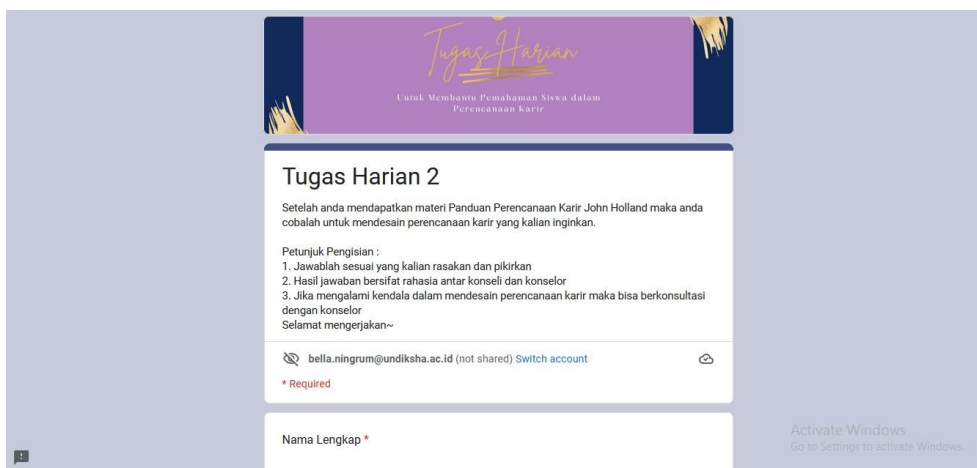 Tugas Harian
Untuk Membantu Pemahaman Siswa dalam
Perencanaan Karir
Tugas Harian 2
Setelah anda mendapatkan materi Panduan Perencanaan Karir John Holland maka anda
cobalah untuk mendesain perencanaan karir yang kalian inginkan.
Petunjuk Pengisian :
1. Jawablah sesuai yang kalian rasakan dan pikirkan
2. Hasil jawaban bersifat rahasia antar konseli dan konselor
3. Jika mengalami kendala dalam mendesain perencanaan karir maka bisa berkonsultasi
dengan konselor
Selamat mengerjakan~
bella.ningrum@undiksha.ac.id (not shared) Switch account
* Required
Nama Lengkap *
Activate Windows
Go to Settings to activate Windows.